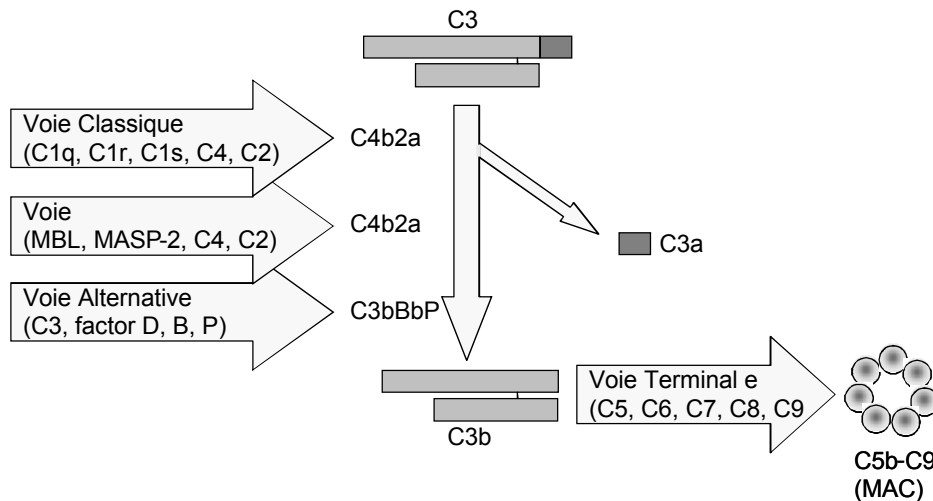 C3
Voie Classique
(C1q, C1r, C1s, C4, C2)
C4b2a
Voie
(MBL, MASP-2, C4, C2)
C4b2a
C3a
Voie Alternative
(C3, factor D, B, P)
C3bBbP
Voie Terminal e
(C5, C6, C7, C8, C9
C3b
C5b-C9
(MAC)